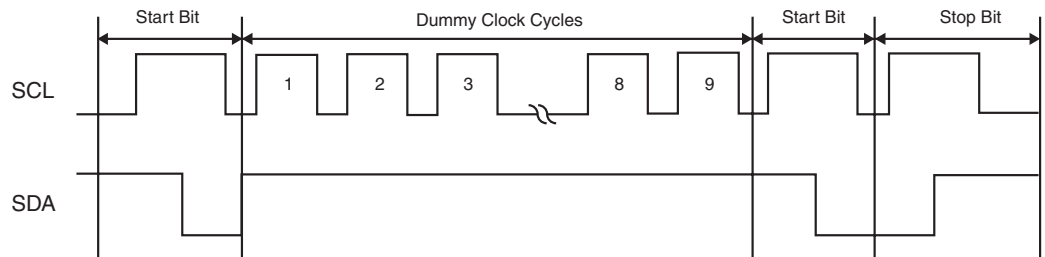 Start Bit Dummy Clock Cycles Start Bit Stop Bit
SCL 1 2 3 8 9
SDA